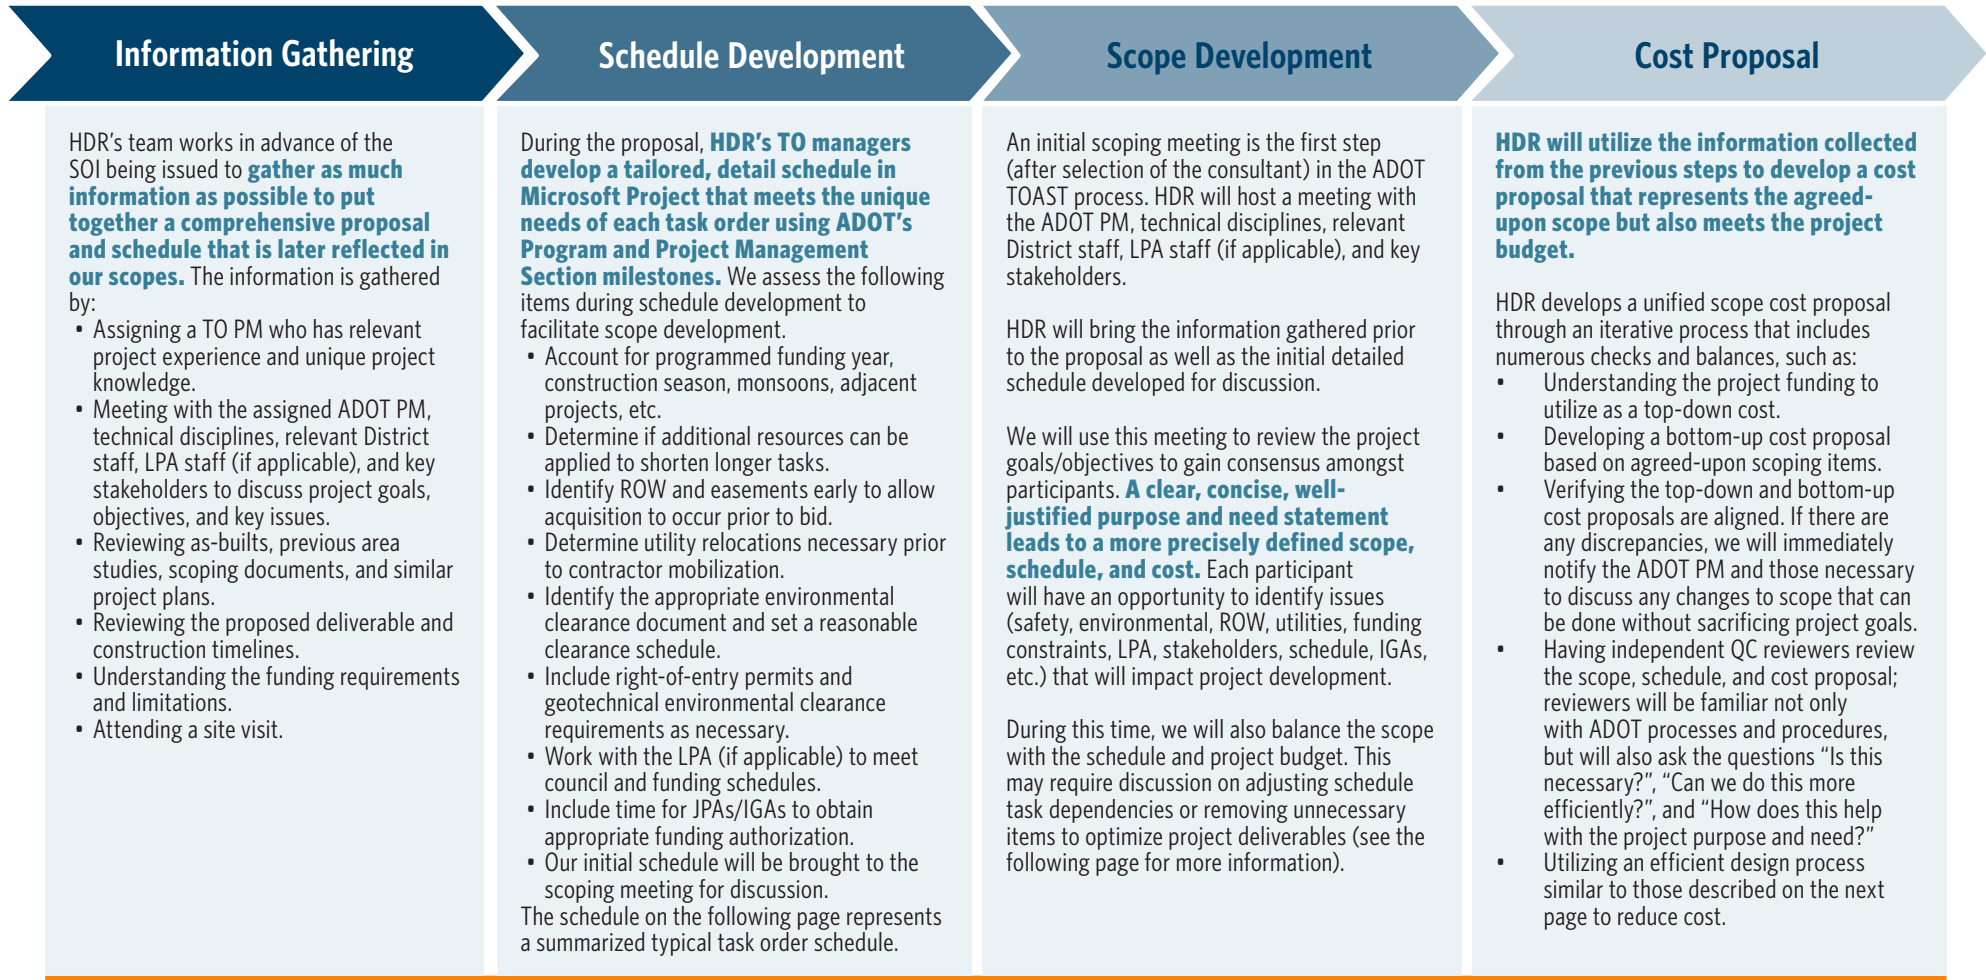 Information Gathering
HDR's team works in advance of the
SOI being issued to gather as much
information as possible to put
together a comprehensive proposal
and schedule that is later reflected in
our scopes. The information is gathered
by:
• Assigning a TO PM who has relevant
project experience and unique project
knowledge.
• Meeting with the assigned ADOT PM,
technical disciplines, relevant District
staff, LPA staff (if applicable), and key
stakeholders to discuss project goals,
objectives, and key issues.
• Reviewing as-builts, previous area
studies, scoping documents, and similar
project plans.
• Reviewing the proposed deliverable and
construction timelines.
• Understanding the funding requirements
and limitations.
• Attending a site visit.
Schedule Development
During the proposal, HDR's TO managers
develop a tailored, detail schedule in
Microsoft Project that meets the unique
needs of each task order using ADOT's
Program and Project Management
Section milestones. We assess the following
items during schedule development to
facilitate scope development.
• Account for programmed funding year,
construction season, monsoons, adjacent
projects, etc.
• Determine if additional resources can be
applied to shorten longer tasks.
• Identify ROW and easements early to allow
acquisition to occur prior to bid.
• Determine utility relocations necessary prior
to contractor mobilization.
• Identify the appropriate environmental
clearance document and set a reasonable
clearance schedule.
• Include right-of-entry permits and
geotechnical environmental clearance
requirements as necessary.
• Work with the LPA (if applicable) to meet
council and funding schedules.
• Include time for JPAs/IGAs to obtain
appropriate funding authorization.
• Our initial schedule will be brought to the
scoping meeting for discussion.
The schedule on the following page represents
a summarized typical task order schedule.
Scope Development
An initial scoping meeting is the first step
(after selection of the consultant) in the ADOT
TOAST process. HDR will host a meeting with
the ADOT PM, technical disciplines, relevant
District staff, LPA staff (if applicable), and key
stakeholders.
HDR will bring the information gathered prior
to the proposal as well as the initial detailed
schedule developed for discussion.
We will use this meeting to review the project
goals/objectives to gain consensus amongst
participants. A clear, concise, well-
justified purpose and need statement
leads to a more precisely defined scope,
schedule, and cost. Each participant
will have an opportunity to identify issues
(safety, environmental, ROW, utilities, funding
constraints, LPA, stakeholders, schedule, IGAs,
etc.) that will impact project development.
During this time, we will also balance the scope
with the schedule and project budget. This
may require discussion on adjusting schedule
task dependencies or removing unnecessary
items to optimize project deliverables (see the
following page for more information).
Cost Proposal
HDR will utilize the information collected
from the previous steps to develop a cost
proposal that represents the agreed-
upon scope but also meets the project
budget.
HDR develops a unified scope cost proposal
through an iterative process that includes
numerous checks and balances, such as:
• Understanding the project funding to
utilize as a top-down cost.
• Developing a bottom-up cost proposal
based on agreed-upon scoping items.
• Verifying the top-down and bottom-up
cost proposals are aligned. If there are
any discrepancies, we will immediately
notify the ADOT PM and those necessary
to discuss any changes to scope that can
be done without sacrificing project goals.
• Having independent QC reviewers review
the scope, schedule, and cost proposal;
reviewers will be familiar not only
with ADOT processes and procedures,
but will also ask the questions “Is this
necessary?”, “Can we do this more
efficiently?”, and “How does this help
with the project purpose and need?”
• Utilizing an efficient design process
similar to those described on the next
page to reduce cost.